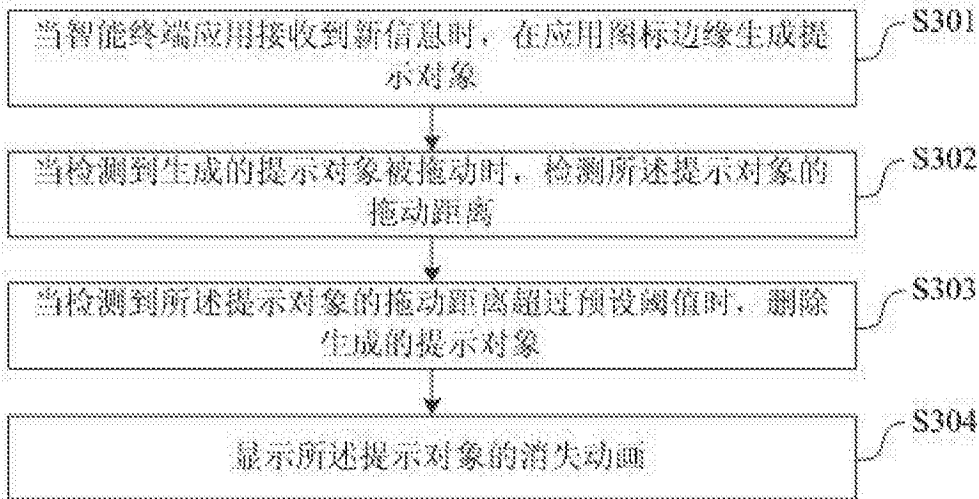 当智能终端应用接收到新信息时，在应用图标边缘生成提
示对象
S301
当检测到生成的提示对象被拖动时，检测所述提示对象的
拖动距离
S302
当检测到所述提示对象的拖动距离超过预设阈值时，删除
生成的提示对象
S303
显示所述提示对象的消失动画
S304